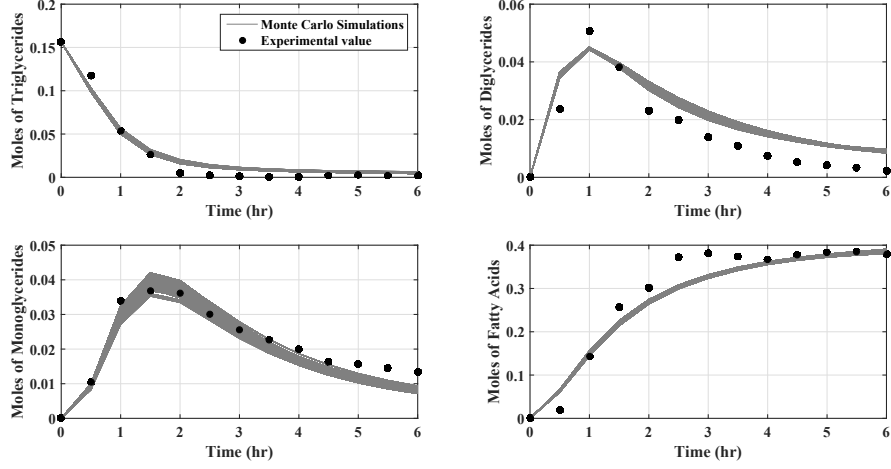 0.2
0.15
0.1
0.05
0
Moles of Triglycerides
Monte Carlo Simulations
Experimental value
0 1 2 3 4 5 6
Time (hr)
0.06
0.04
0.02
0
Moles of Diglycerides
0 1 2 3 4 5 6
Time (hr)
0.05
0.04
0.03
0.02
0.01
0
Moles of Monoglycerides
0 1 2 3 4 5 6
Time (hr)
0.4
0.3
0.2
0.1
0
Moles of Fatty Acids
0 1 2 3 4 5 6
Time (hr)